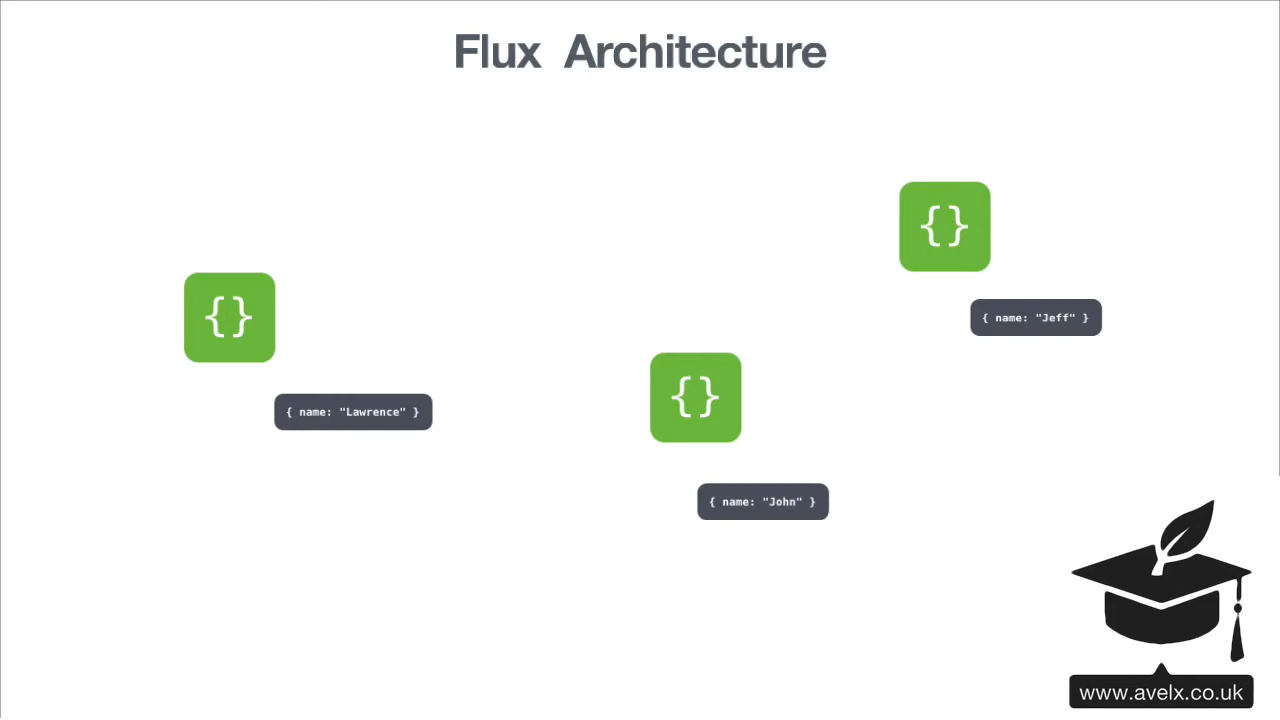 Flux Architecture
{}
{ name: "Jeff" }
{}
{ name: "Lawrence" }
{}
{ name: "John" }
www.avelx.co.uk